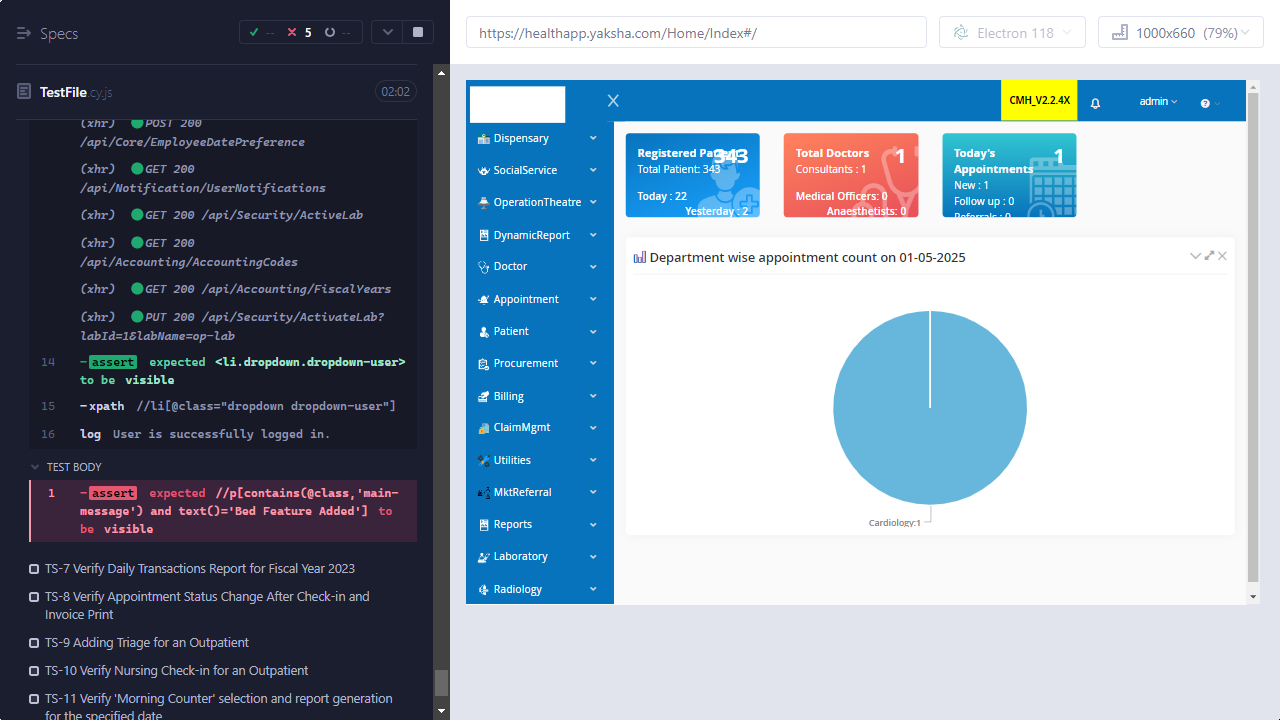 Specs
--
5
--
TestFile.cy.js
02:02
(xhr) POST 200
/api/Core/EmployeeDatePreference
(xhr) GET 200
/api/Notification/UserNotifications
(xhr) GET 200 /api/Security/ActiveLab
(xhr) GET 200
/api/Accounting/AccountingCodes
(xhr) GET 200 /api/Accounting/FiscalYears
(xhr) PUT 200 /api/Security/ActivateLab?
labId=1&labName=op-lab
14 -assert expected <li.dropdown.dropdown-user>
to be visible
15 -xpath //li[@class="dropdown dropdown-user"]
16 log User is successfully logged in.
TEST BODY
1 -assert expected //p[contains(@class,'main-
message') and text()='Bed Feature Added'] to
be visible
TS-7 Verify Daily Transactions Report for Fiscal Year 2023
TS-8 Verify Appointment Status Change After Check-in and
Invoice Print
TS-9 Adding Triage for an Outpatient
TS-10 Verify Nursing Check-in for an Outpatient
TS-11 Verify 'Morning Counter' selection and report generation
for the specified date
https://healthapp.yaksha.com/Home/Index#/
Electron 118
1000x660 (79%)
CMH_V2.2.4X
admin
Dispensary
SocialService
OperationTheatre
DynamicReport
Doctor
Appointment
Patient
Procurement
Billing
ClaimMgmt
Utilities
MktReferral
Reports
Laboratory
Radiology
Registered Patient 343
Total Patient: 343
Today : 22
Yesterday : 2
Total Doctors 1
Consultants : 1
Medical Officers: 0
Anaesthetists: 0
Today's 1
Appointments
New : 1
Follow up : 0
Referrals : 0
Department wise appointment count on 01-05-2025
Cardiology:1